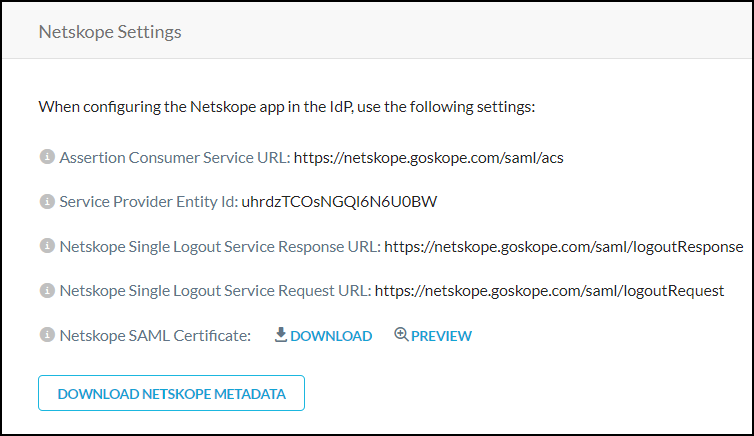 Netskope Settings
When configuring the Netskope app in the IdP, use the following settings:
Assertion Consumer Service URL: https://netskope.goskope.com/saml/acs
Service Provider Entity Id: uhrdzTCOsNGQI6N6U0BW
Netskope Single Logout Service Response URL: https://netskope.goskope.com/saml/logoutResponse
Netskope Single Logout Service Request URL: https://netskope.goskope.com/saml/logoutRequest
Netskope SAML Certificate: DOWNLOAD PREVIEW
DOWNLOAD NETSKOPE METADATA